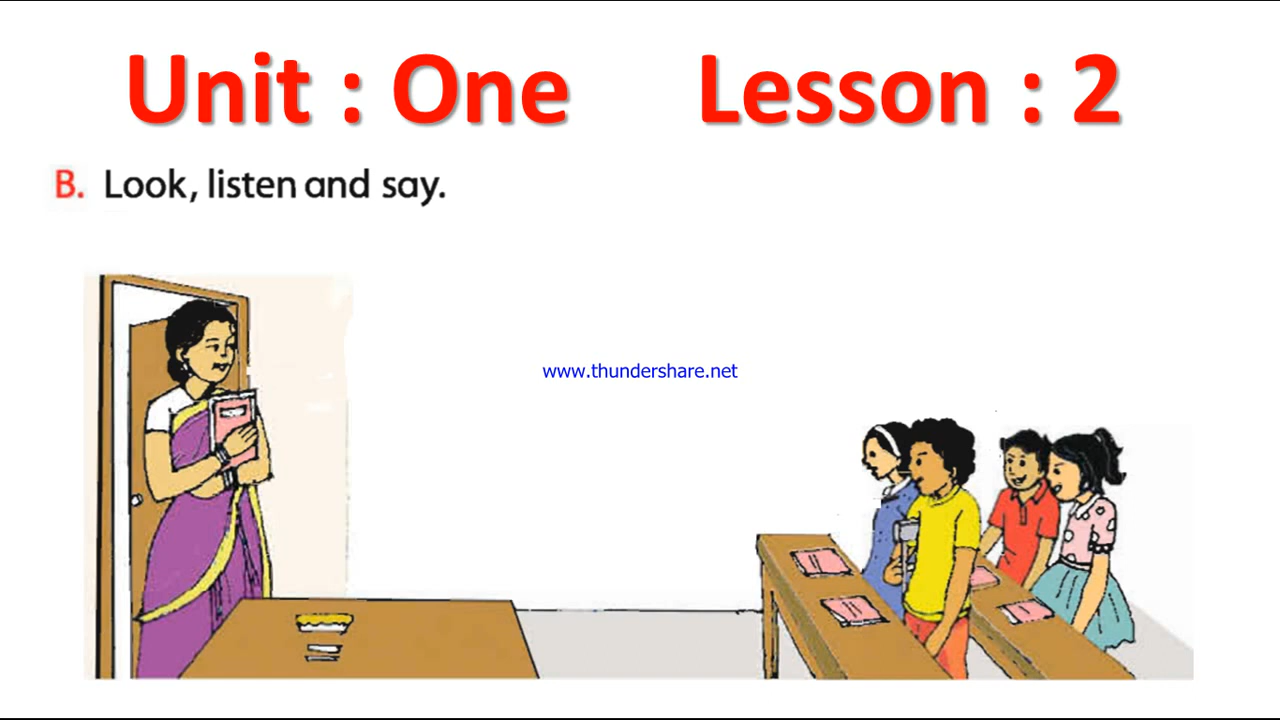 Unit : One Lesson : 2
B. Look, listen and say.
www.thundershare.net